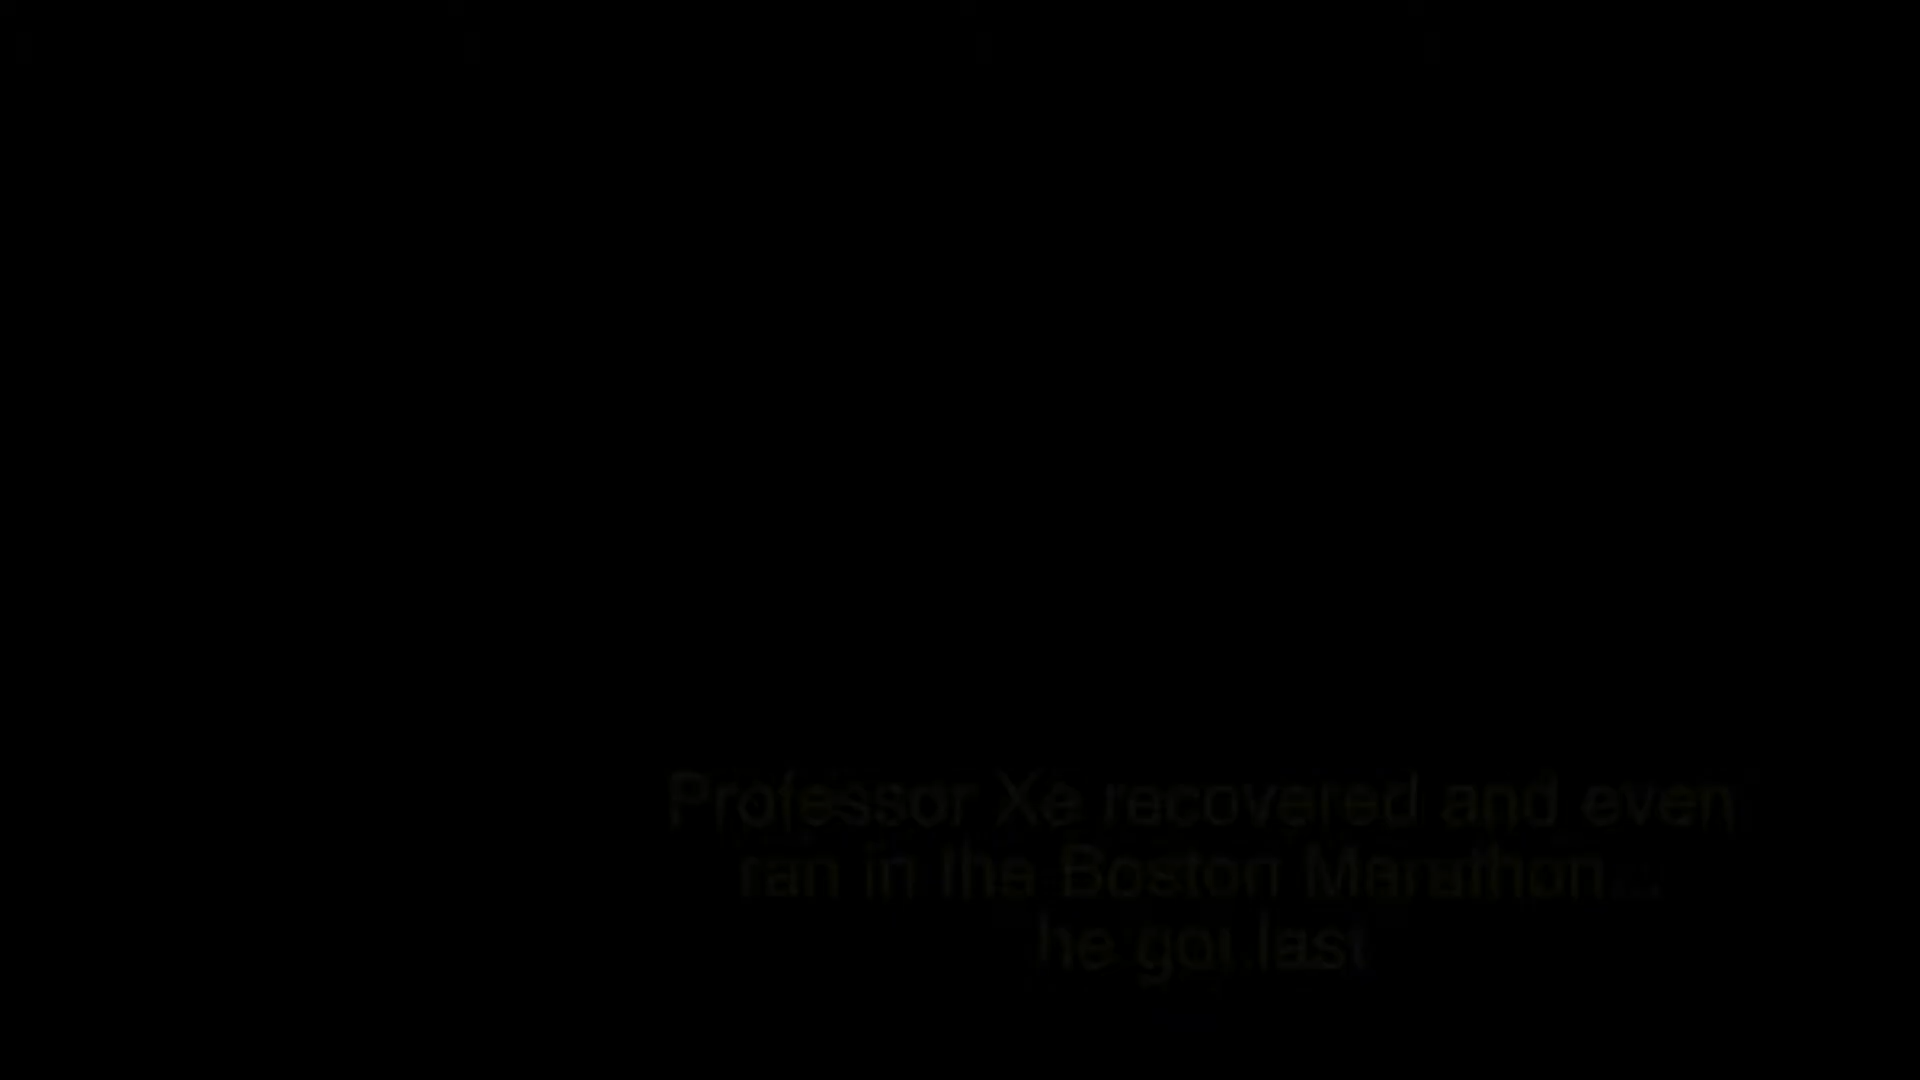 Professor Xe recovered and even
ran in the Boston Marathon...
he got last